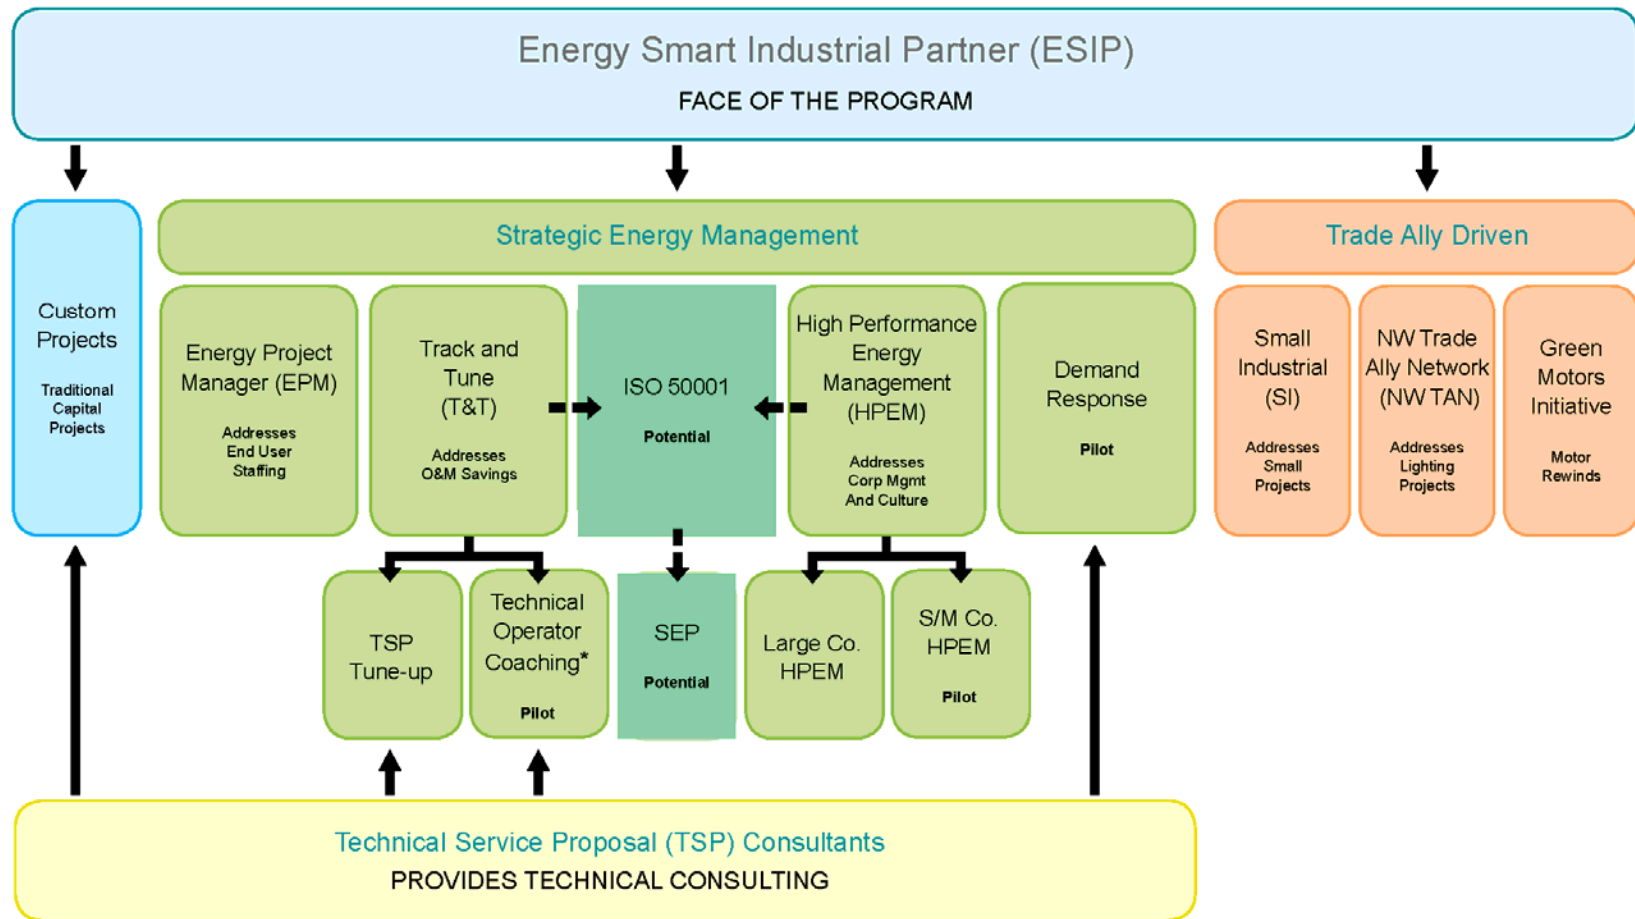 Energy Smart Industrial Partner (ESIP)
FACE OF THE PROGRAM
Custom
Projects
Traditional
Capital
Projects
Strategic Energy Management
Energy Project
Manager (EPM)
Addresses
End User
Staffing
Track and
Tune
(T&T)
Addresses
O&M Savings
ISO 50001
Potential
High Performance
Energy
Management
(HPEM)
Addresses
Corp Mgmt
And Culture
Demand
Response
Pilot
Trade Ally Driven
Small
Industrial
(SI)
Addresses
Small
Projects
NW Trade
Ally Network
(NW TAN)
Addresses
Lighting
Projects
Green
Motors
Initiative
Motor
Rewinds
TSP
Tune-up
Technical
Operator
Coaching*
Pilot
SEP
Potential
Large Co.
HPEM
S/M Co.
HPEM
Pilot
Technical Service Proposal (TSP) Consultants
PROVIDES TECHNICAL CONSULTING